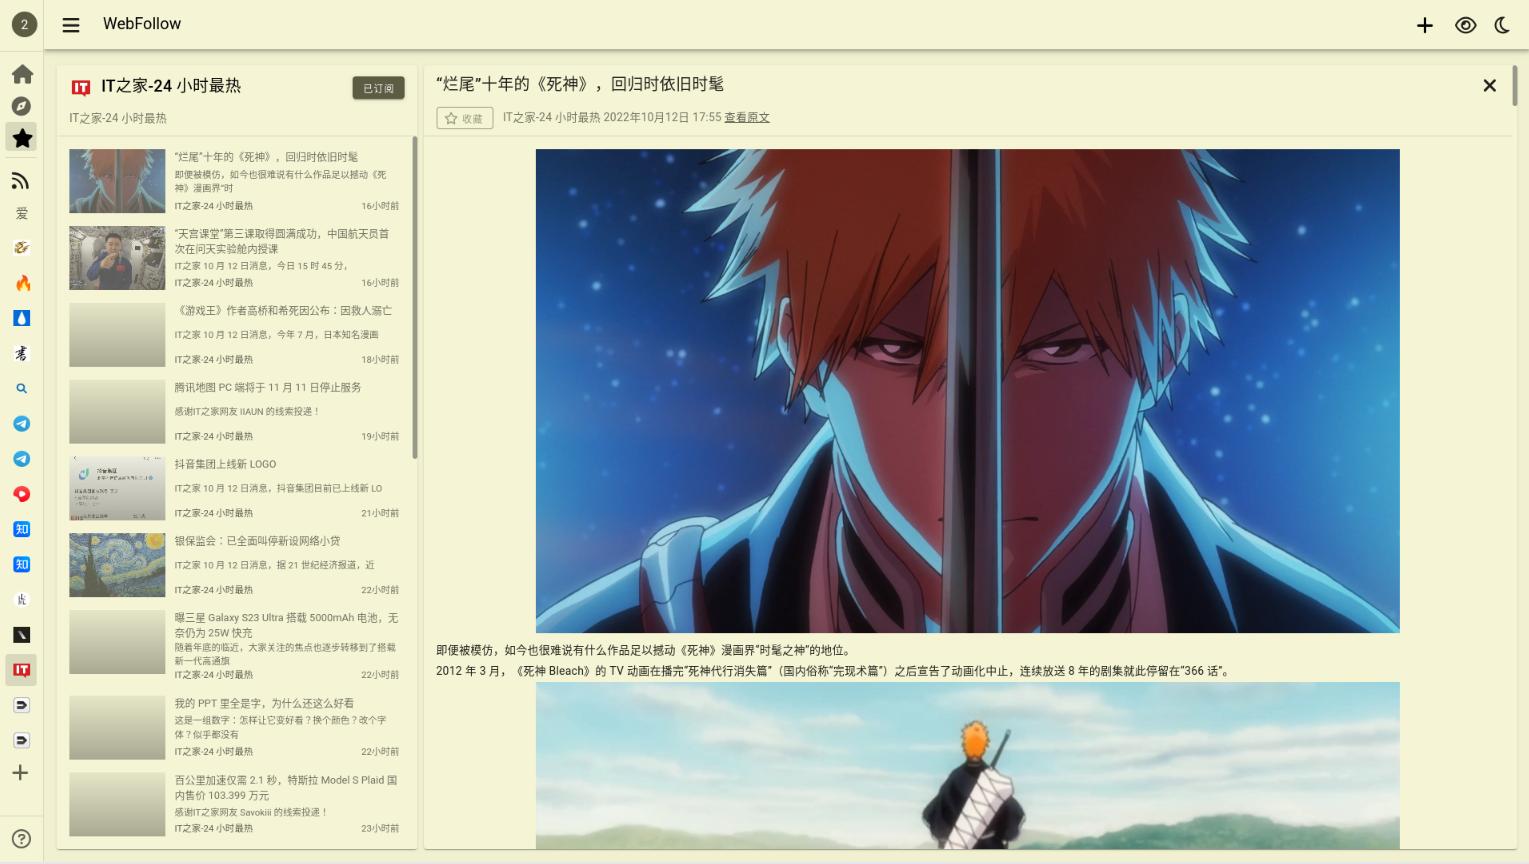 2
WebFollow
IT之家-24 小时最热
已订阅
IT之家-24 小时最热
“烂尾”十年的《死神》，回归时依旧时髦
即便被模仿，如今也很难说有什么作品足以撼动《死
神》漫画界“时
IT之家-24 小时最热 16小时前
“天宫课堂”第三课取得圆满成功，中国航天员首
次在问天实验舱内授课
IT之家 10 月 12 日消息，今日 15 时 45 分，
IT之家-24 小时最热 16小时前
《游戏王》作者高桥和希死因公布：因救人溺亡
IT之家 10 月 12 日消息，今年 7 月，日本知名漫画
IT之家-24 小时最热 18小时前
腾讯地图 PC 端将于 11 月 11 日停止服务
感谢IT之家网友 IIAUN 的线索投递！
IT之家-24 小时最热 19小时前
抖音集团上线新 LOGO
IT之家 10 月 12 日消息，抖音集团目前已上线新 LO
IT之家-24 小时最热 21小时前
银保监会：已全面叫停新设网络小贷
IT之家 10 月 12 日消息，据 21 世纪经济报道，近
IT之家-24 小时最热 22小时前
曝三星 Galaxy S23 Ultra 搭载 5000mAh 电池，无
奈仍为 25W 快充
随着年底的临近，大家关注的焦点也逐步转移到了搭载
新一代高通旗
IT之家-24 小时最热 22小时前
我的 PPT 里全是字，为什么还这么好看
这是一组数字：怎样让它变好看？换个颜色？改个字
体？似乎都没有
IT之家-24 小时最热 22小时前
百公里加速仅需 2.1 秒，特斯拉 Model S Plaid 国
内售价 103.399 万元
感谢IT之家网友 Savokiii 的线索投递！
IT之家-24 小时最热 23小时前
“烂尾”十年的《死神》，回归时依旧时髦
收藏 IT之家-24 小时最热 2022年10月12日 17:55 查看原文
即便被模仿，如今也很难说有什么作品足以撼动《死神》漫画界“时髦之神”的地位。
2012 年 3 月，《死神 Bleach》的 TV 动画在播完“死神代行消失篇”（国内俗称“完现术篇”）之后宣告了动画化中止，连续放送 8 年的剧集就此停留在“366 话”。
爱
知
知
IT